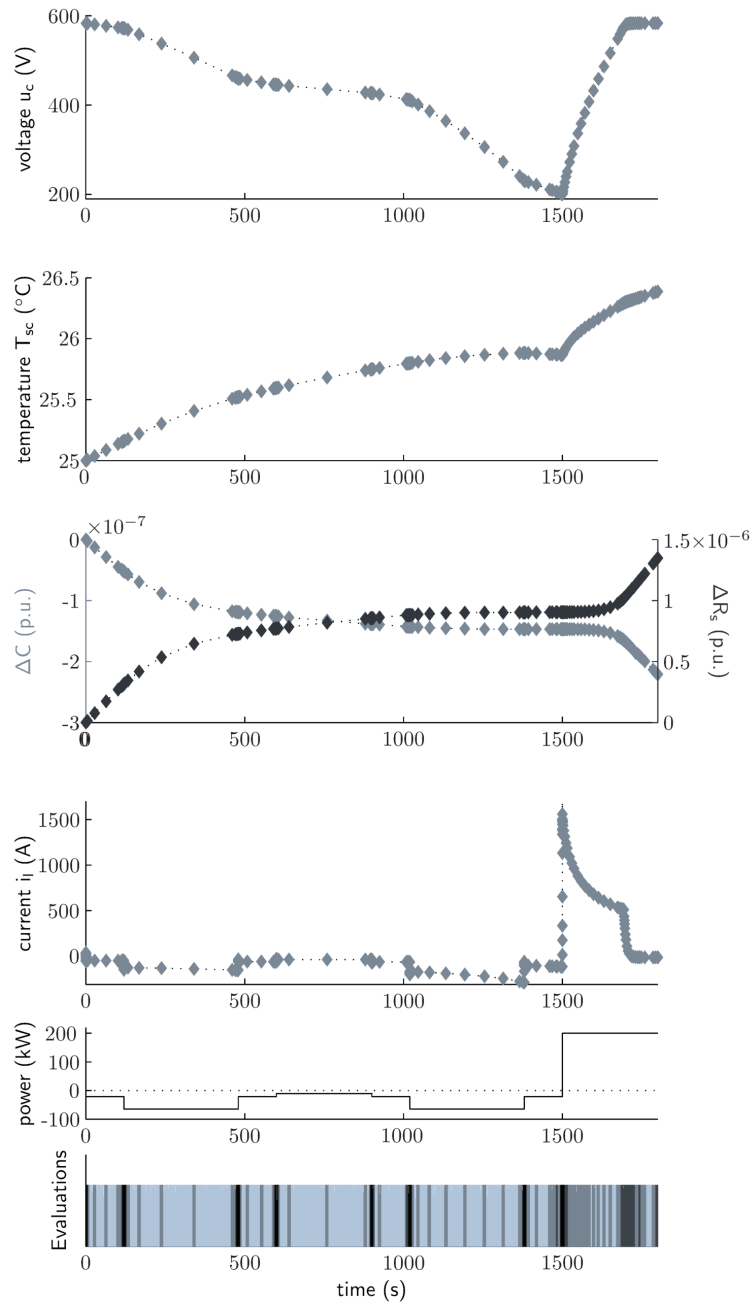 voltage u_c (V)
600
400
200
0 500 1000 1500
temperature T_sc (°C)
26.5
26
25.5
25
0 500 1000 1500
×10^−7
ΔC (p.u.)
0
-1
-2
-3
1.5×10^−6
1
0.5
0
ΔR_s (p.u.)
0 500 1000 1500
current i_l (A)
1500
1000
500
0
0 500 1000 1500
power (kW)
200
100
0
-100
0 500 1000 1500
Evaluations
0 500 1000 1500
time (s)